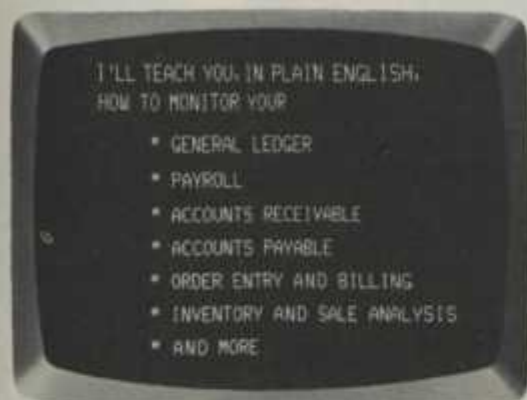 I'LL TEACH YOU, IN PLAIN ENGLISH,
HOW TO MONITOR YOUR
* GENERAL LEDGER
* PAYROLL
* ACCOUNTS RECEIVABLE
* ACCOUNTS PAYABLE
* ORDER ENTRY AND BILLING
* INVENTORY AND SALE ANALYSIS
* AND MORE